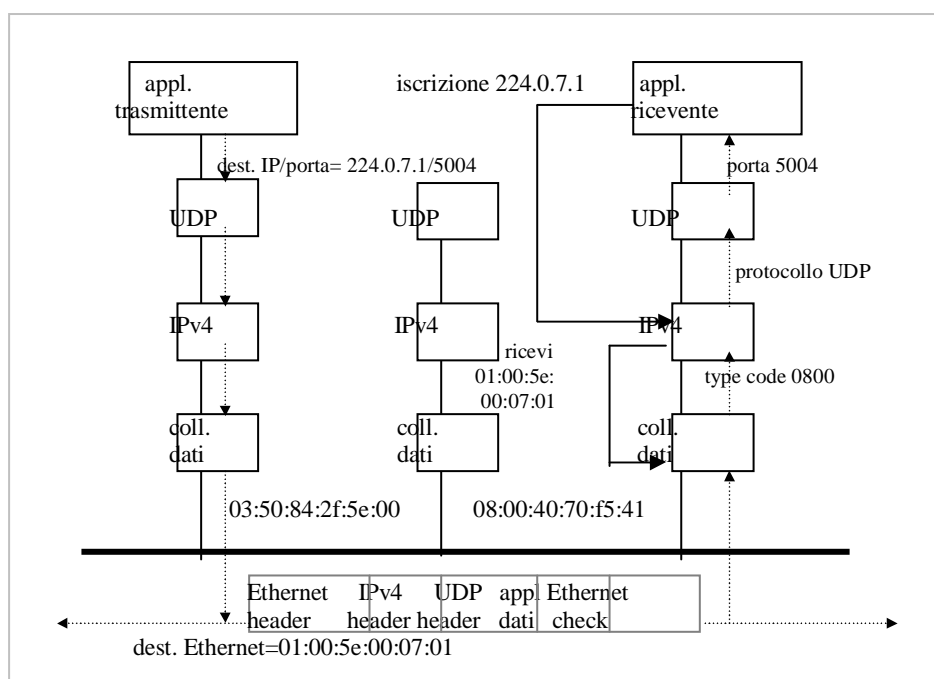 appl.
trasmittente
iscrizione 224.0.7.1
appl.
ricevente
dest. IP/porta= 224.0.7.1/5004
porta 5004
UDP
UDP
UDP
protocollo UDP
IPv4
IPv4
IPv4
ricevi
01:00:5e:
00:07:01
type code 0800
coll.
dati
coll.
dati
coll.
dati
03:50:84:2f:5e:00
08:00:40:70:f5:41
Ethernet
header
IPv4
header
UDP
header
appl
dati
Ethernet
check
dest. Ethernet=01:00:5e:00:07:01